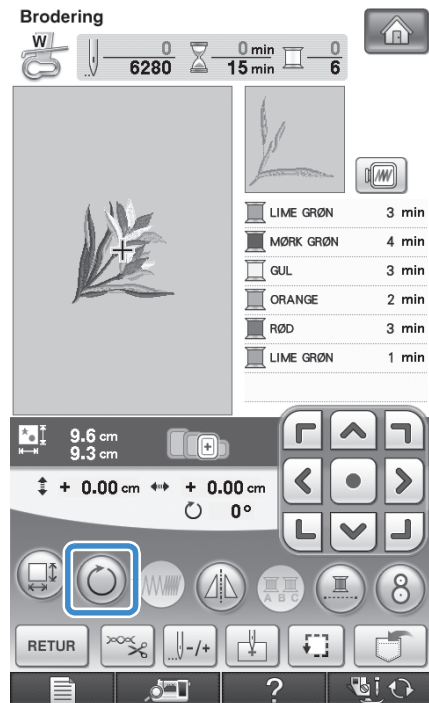 Brodering
W
0 0 min 0
6280 15 min 6
LIME GRØN 3 min
MØRK GRØN 4 min
GUL 3 min
ORANGE 2 min
RØD 3 min
LIME GRØN 1 min
9.6 cm
9.3 cm
+ 0.00 cm + 0.00 cm
0°
A B C
8
RETUR -/+
?